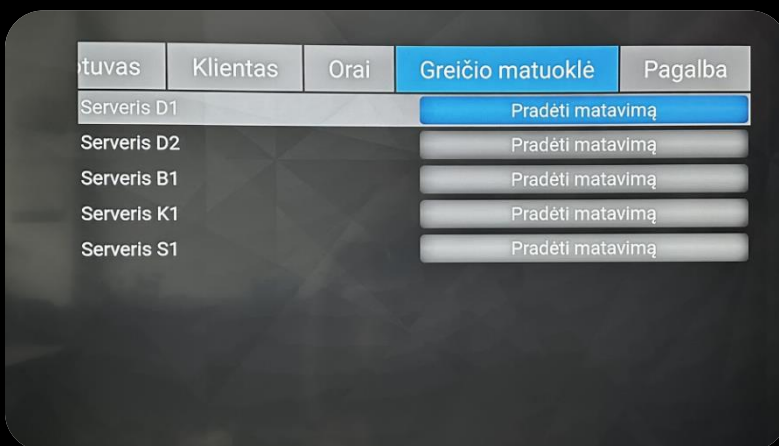 tuvas Klientas Orai Greičio matuoklė Pagalba
Serveris D1 Pradėti matavimą
Serveris D2 Pradėti matavimą
Serveris B1 Pradėti matavimą
Serveris K1 Pradėti matavimą
Serveris S1 Pradėti matavimą